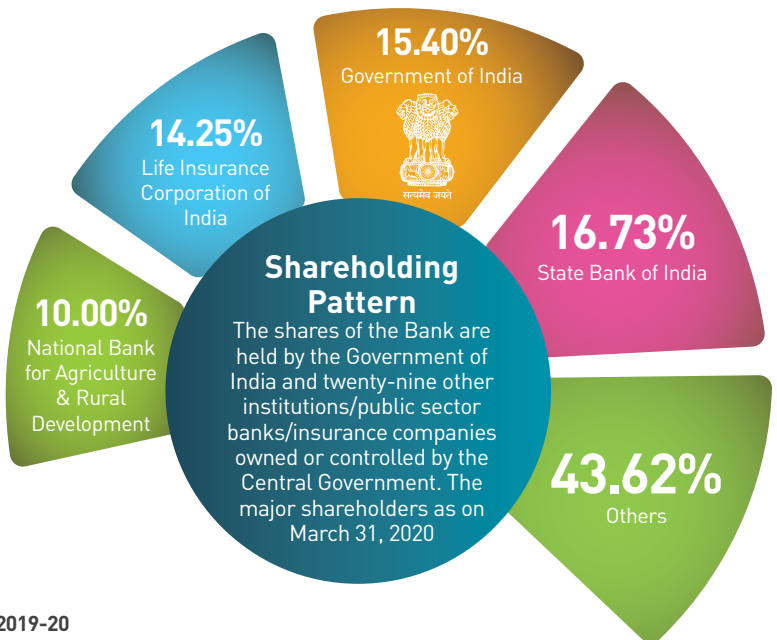 15.40%
Government of India
सत्यमेव जयते
14.25%
Life Insurance
Corporation of
India
16.73%
State Bank of India
10.00%
National Bank
for Agriculture
& Rural
Development
Shareholding
Pattern
The shares of the Bank are
held by the Government of
India and twenty-nine other
institutions/public sector
banks/insurance companies
owned or controlled by the
Central Government. The
major shareholders as on
March 31, 2020
43.62%
Others
2019-20